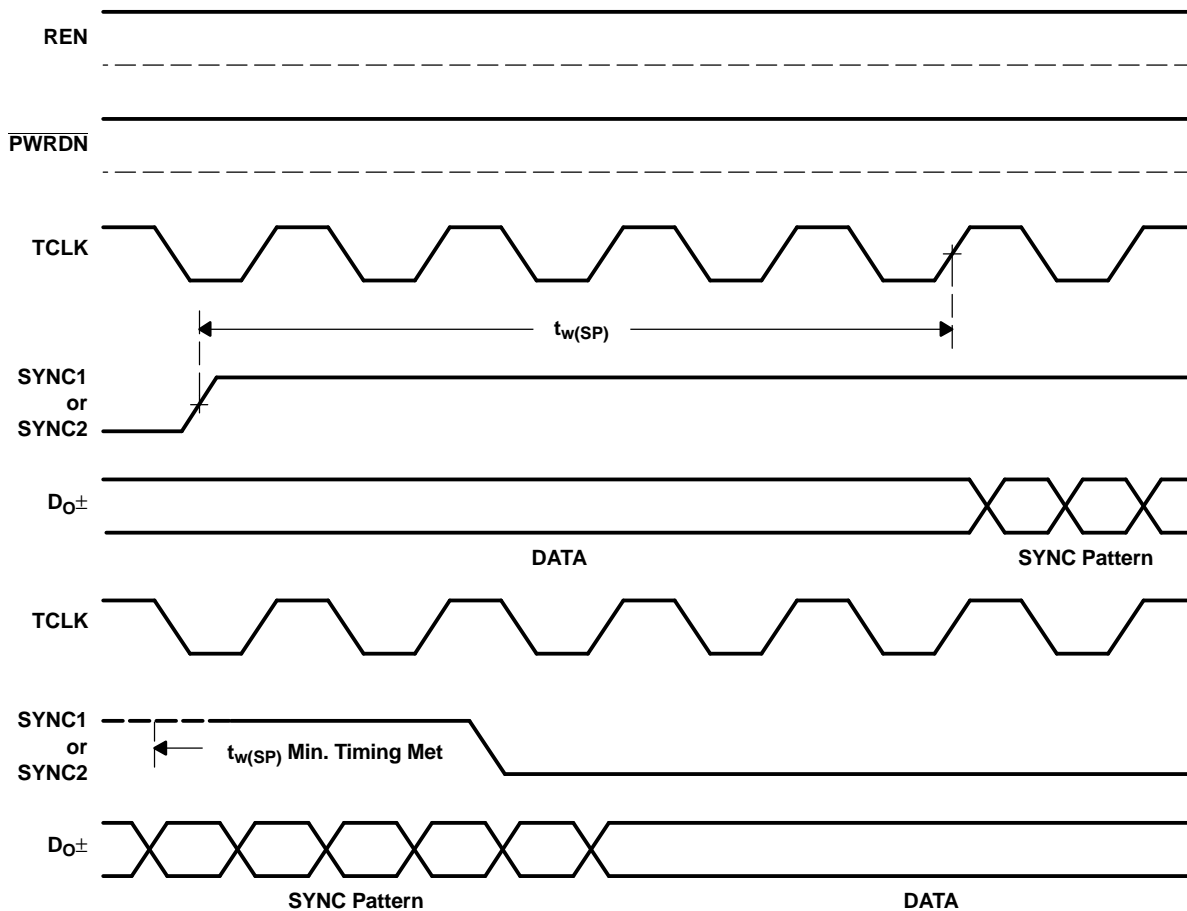 REN
PWRDN
TCLK
tw(SP)
SYNC1
or
SYNC2
DO±
DATA
SYNC Pattern
TCLK
SYNC1
or
SYNC2
tw(SP) Min. Timing Met
DO±
SYNC Pattern
DATA